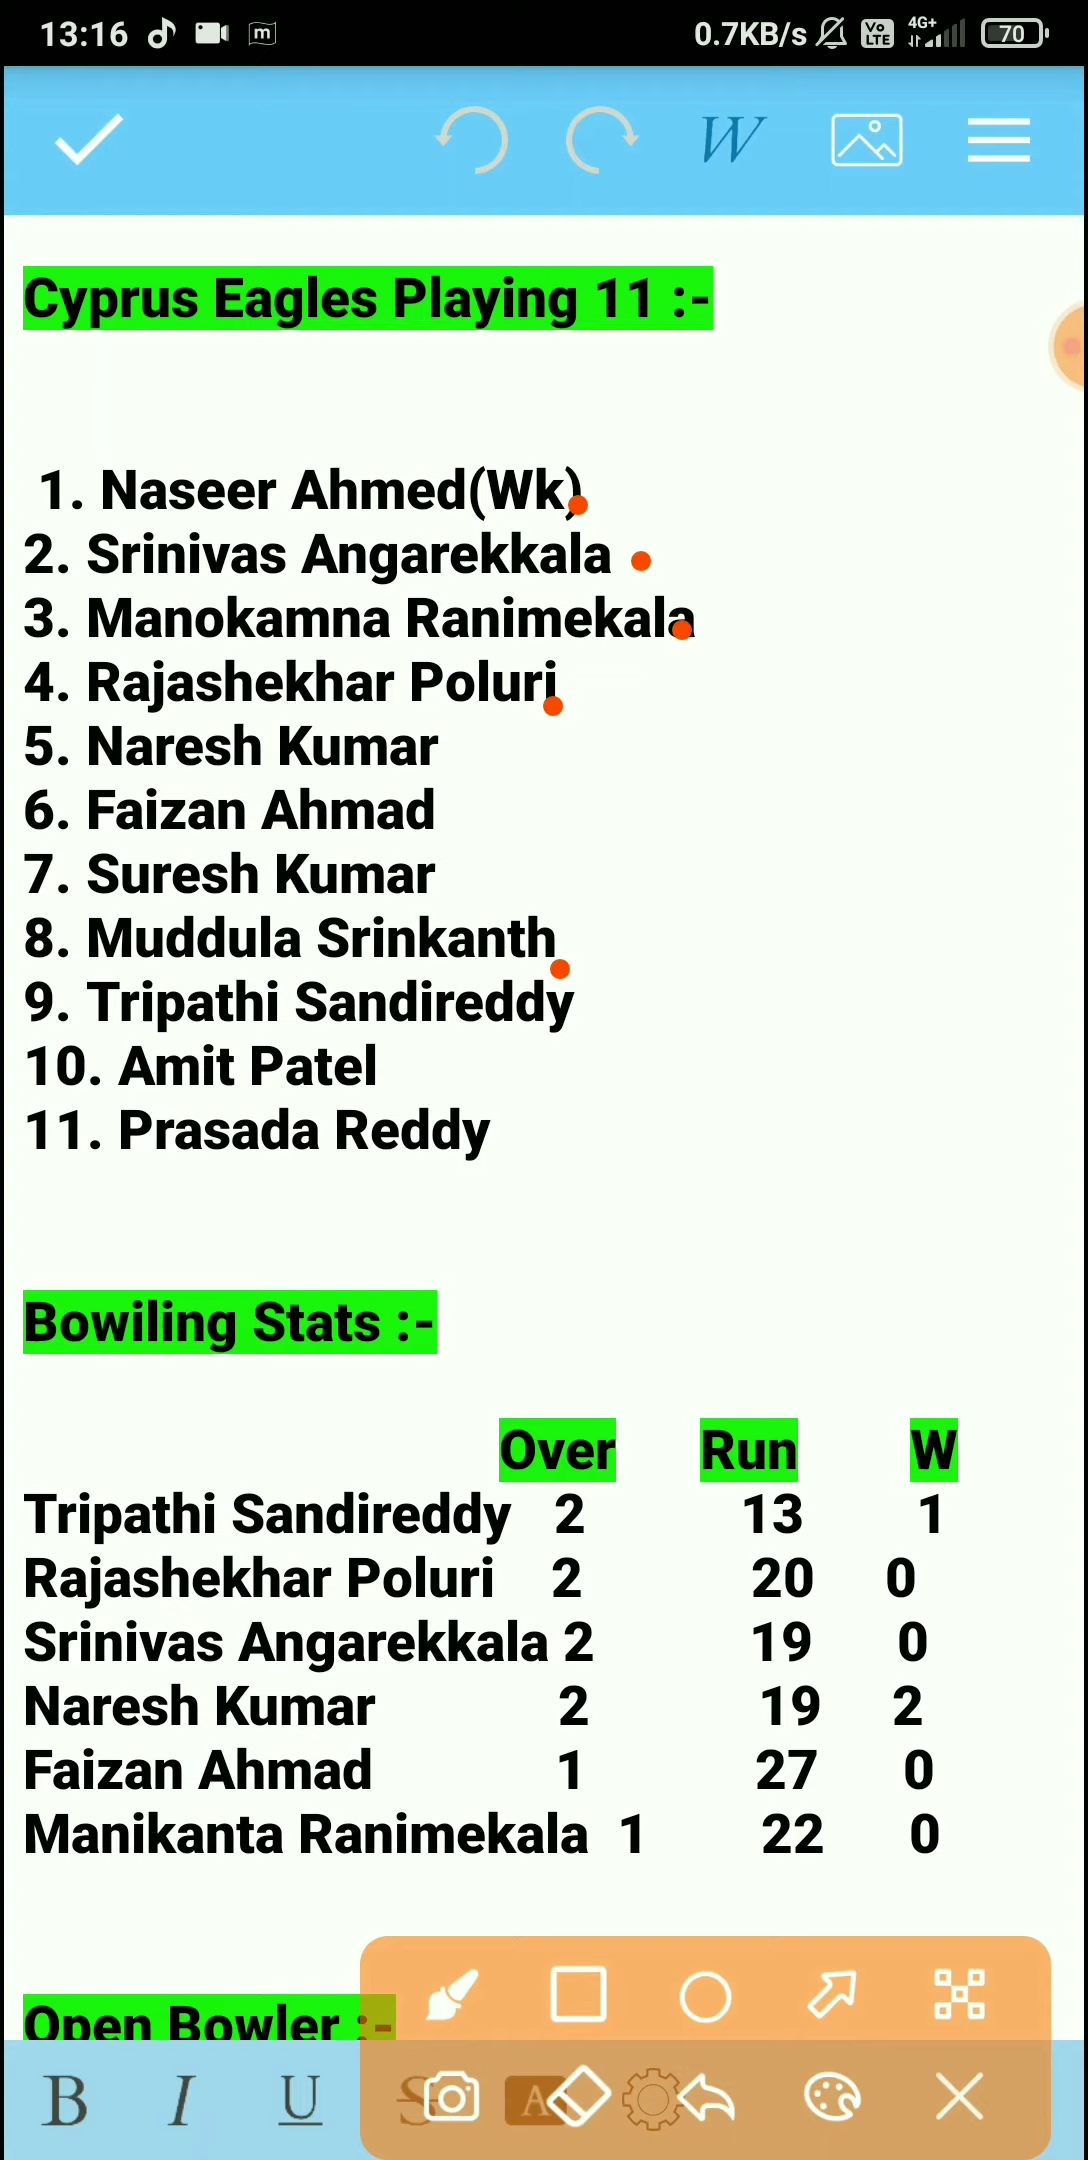 13:16 0.7KB/s Vo LTE 4G+ 70
W
Cyprus Eagles Playing 11 :-
1. Naseer Ahmed(Wk)
2. Srinivas Angarekkala
3. Manokamna Ranimekala
4. Rajashekhar Poluri
5. Naresh Kumar
6. Faizan Ahmad
7. Suresh Kumar
8. Muddula Srinkanth
9. Tripathi Sandireddy
10. Amit Patel
11. Prasada Reddy
Bowiling Stats :-
Over Run W
Tripathi Sandireddy 2 13 1
Rajashekhar Poluri 2 20 0
Srinivas Angarekkala 2 19 0
Naresh Kumar 2 19 2
Faizan Ahmad 1 27 0
Manikanta Ranimekala 1 22 0
Open Bowler :-
B I U S A